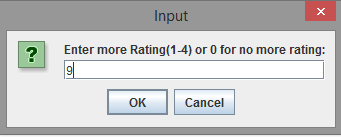 Input
Enter more Rating(1-4) or 0 for no more rating:
9
OK Cancel